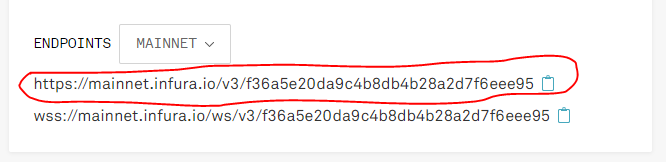 ENDPOINTS MAINNET
https://mainnet.infura.io/v3/f36a5e20da9c4b8db4b28a2d7f6eee95
wss://mainnet.infura.io/ws/v3/f36a5e20da9c4b8db4b28a2d7f6eee95